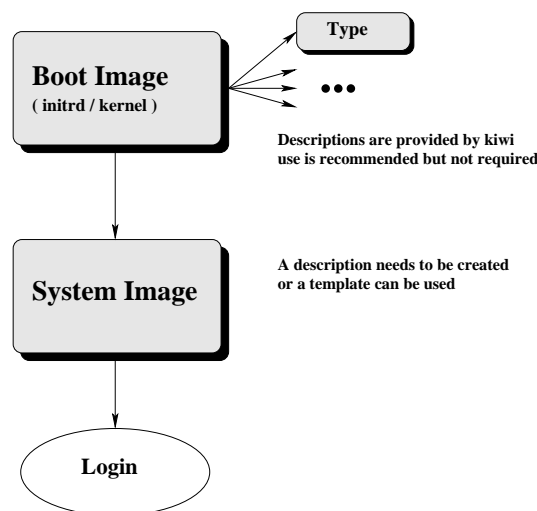 Type
Boot Image
( initrd / kernel )
Descriptions are provided by kiwi
use is recommended but not required
System Image
A description needs to be created
or a template can be used
Login